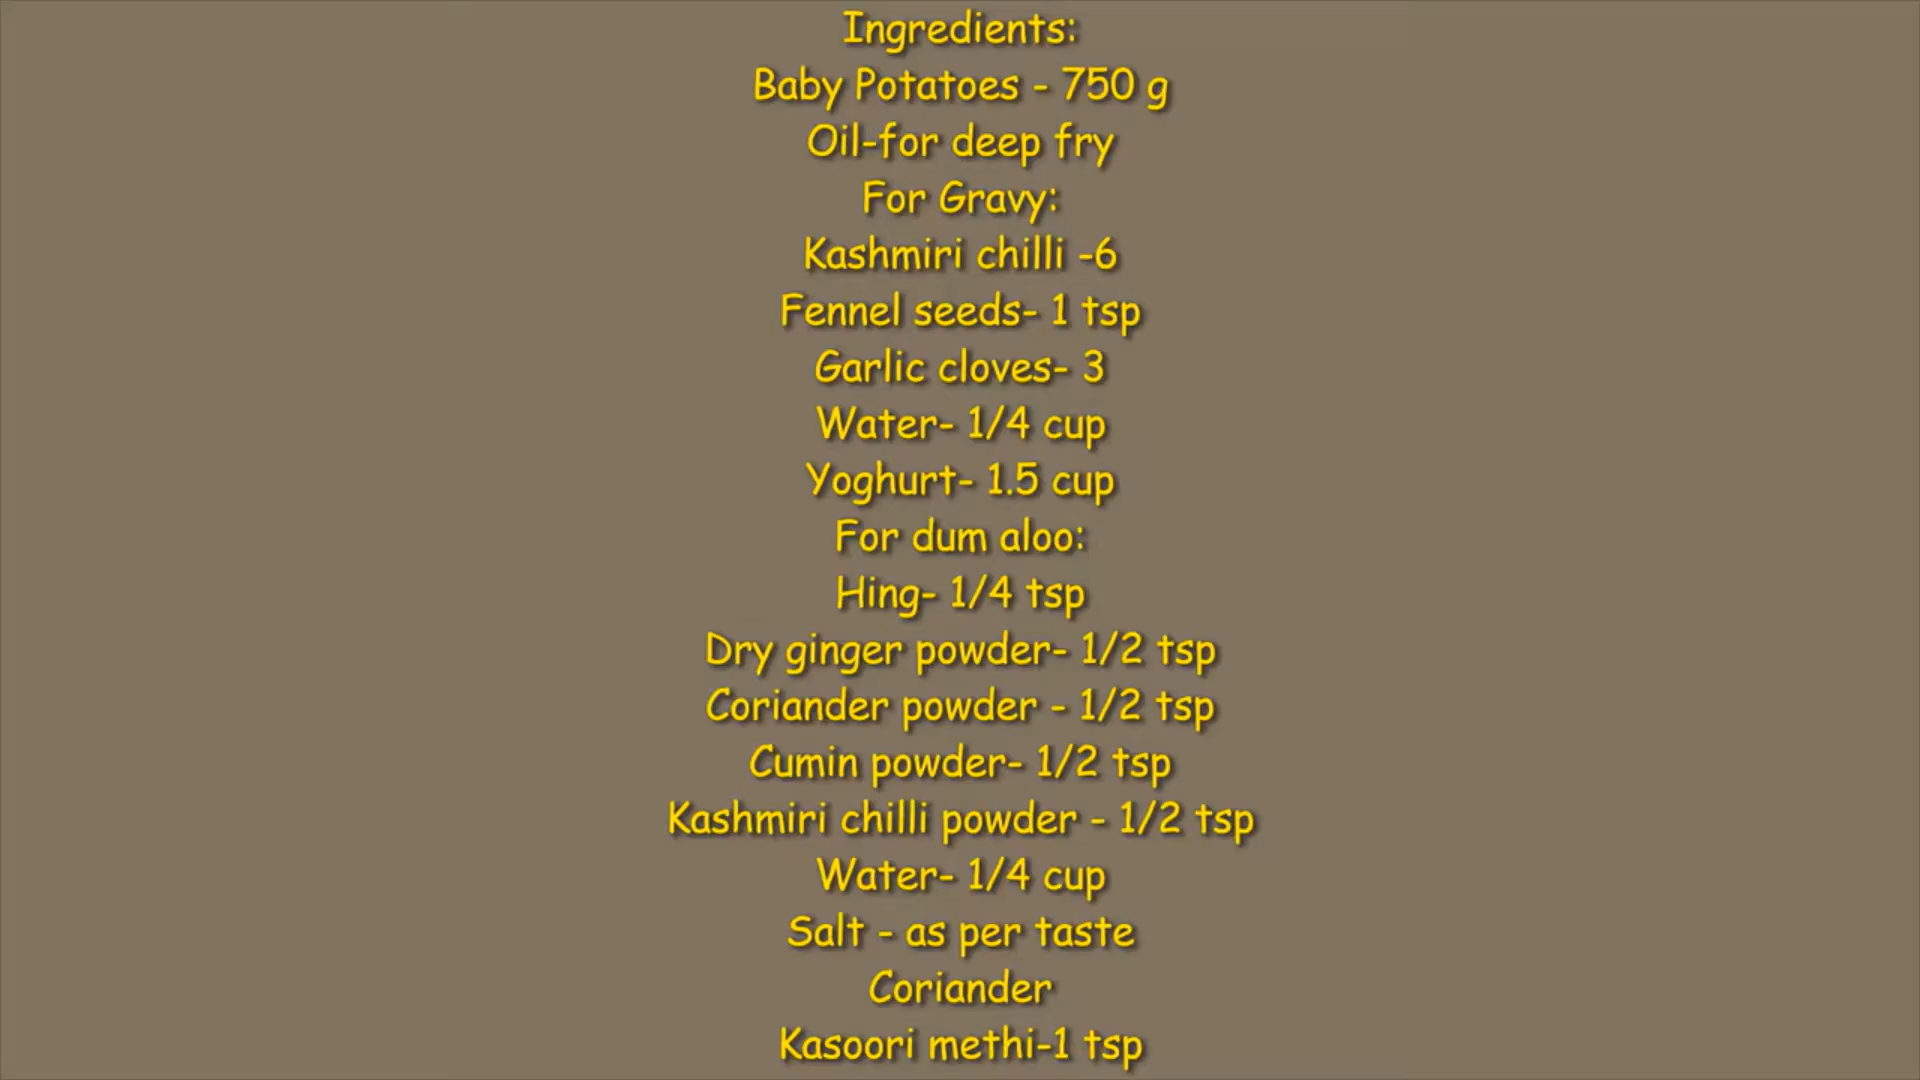 Ingredients:
Baby Potatoes - 750 g
Oil-for deep fry
For Gravy:
Kashmiri chilli -6
Fennel seeds- 1 tsp
Garlic cloves- 3
Water- 1/4 cup
Yoghurt- 1.5 cup
For dum aloo:
Hing- 1/4 tsp
Dry ginger powder- 1/2 tsp
Coriander powder - 1/2 tsp
Cumin powder- 1/2 tsp
Kashmiri chilli powder - 1/2 tsp
Water- 1/4 cup
Salt - as per taste
Coriander
Kasoori methi-1 tsp